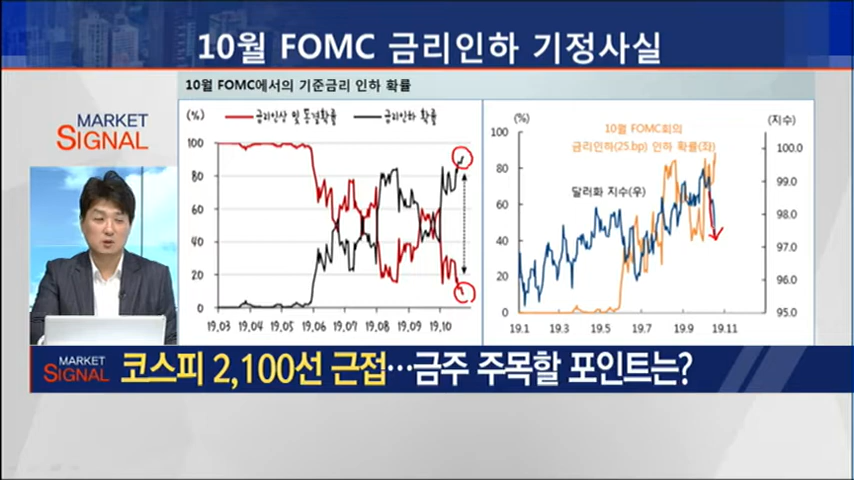 10월 FOMC 금리인하 기정사실
10월 FOMC에서의 기준금리 인하 확률
MARKET
SIGNAL
(%)
금리인상 및 동결확률
금리인하 확률
100
80
60
40
20
0
19.03 19.04 19.05 19.06 19.07 19.08 19.09 19.10
(%)
(지수)
10월 FOMC회의
금리인하(25.bp) 인하 확률(좌)
달러화 지수(우)
100
80
60
40
20
0
100.0
99.0
98.0
97.0
96.0
95.0
19.1 19.3 19.5 19.7 19.9 19.11
MARKET
SIGNAL
코스피 2,100선 근접…금주 주목할 포인트는?